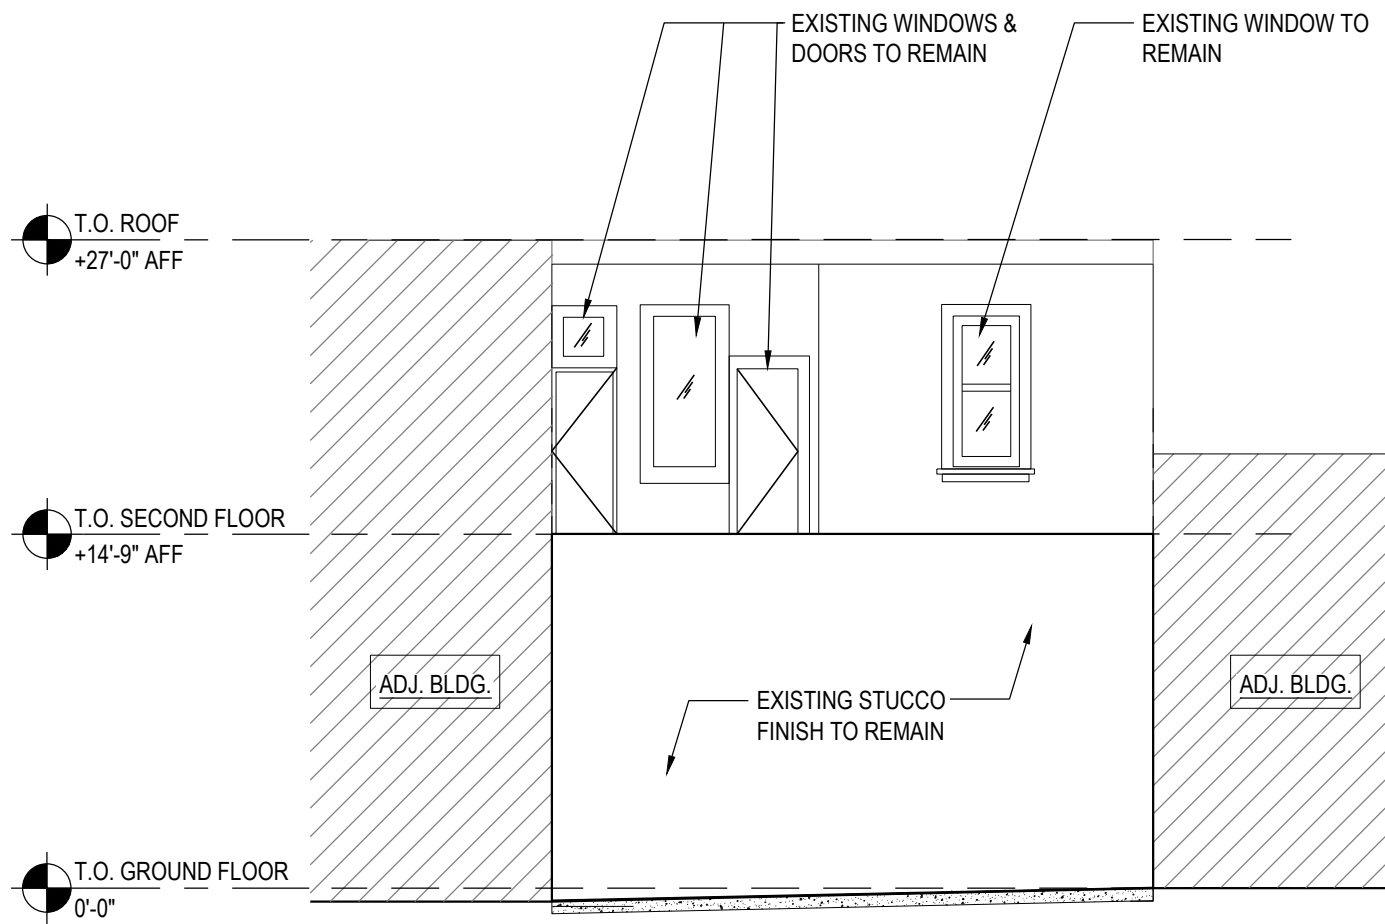 EXISTING WINDOWS &
DOORS TO REMAIN
EXISTING WINDOW TO
REMAIN
T.O. ROOF
+27'-0" AFF
T.O. SECOND FLOOR
+14'-9" AFF
ADJ. BLDG.
EXISTING STUCCO
FINISH TO REMAIN
ADJ. BLDG.
T.O. GROUND FLOOR
0'-0"